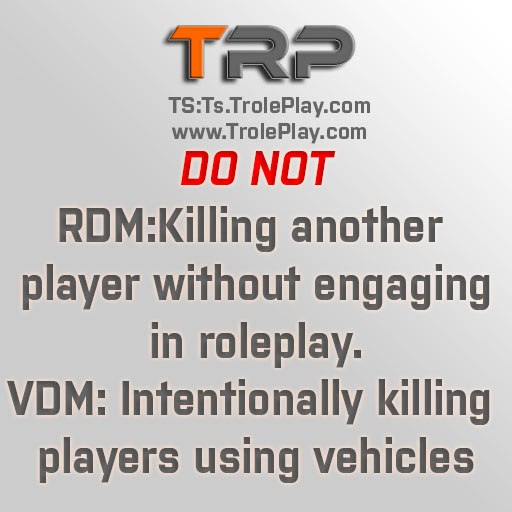 TRP
TS:Ts.TrolePlay.com
www.TrolePlay.com
DO NOT
RDM:Killing another
player without engaging
in roleplay.
VDM: Intentionally killing
players using vehicles